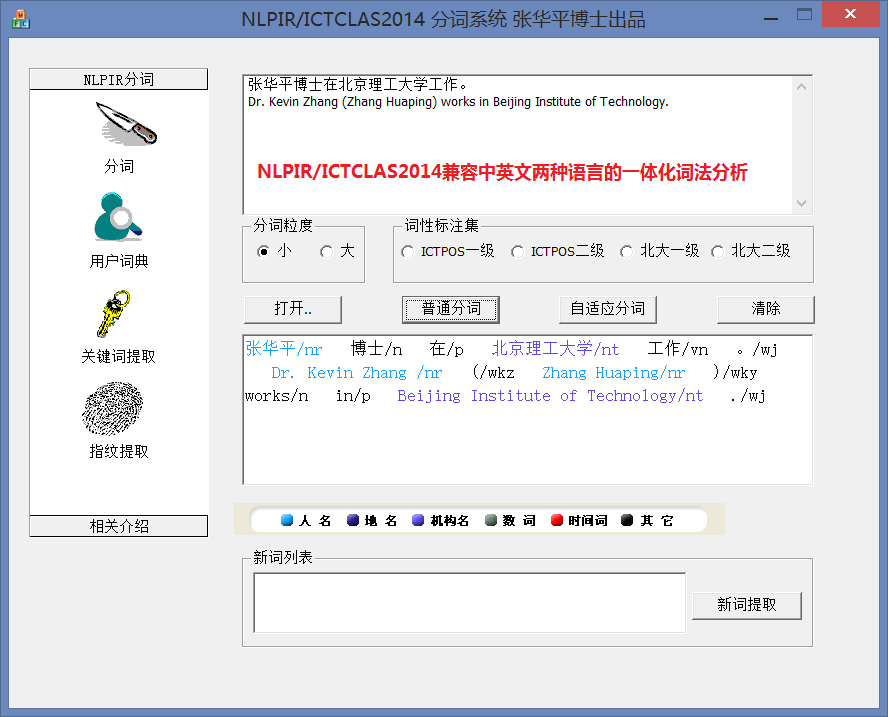 NLPIR/ICTCLAS2014 分词系统 张华平博士出品
NLPIR分词
分词
用户词典
关键词提取
指纹提取
相关介绍
张华平博士在北京理工大学工作。
Dr. Kevin Zhang (Zhang Huaping) works in Beijing Institute of Technology.
NLPIR/ICTCLAS2014兼容中英文两种语言的一体化词法分析
分词粒度
小 大
词性标注集
ICTPOS一级 ICTPOS二级 北大一级 北大二级
打开.. 普通分词 自适应分词 清除
张华平/nr 博士/n 在/p 北京理工大学/nt 工作/vn 。/wj
Dr. Kevin Zhang /nr (/wkz Zhang Huaping/nr )/wky
works/n in/p Beijing Institute of Technology/nt ./wj
人 名 地 名 机构名 数 词 时间词 其 它
新词列表
新词提取